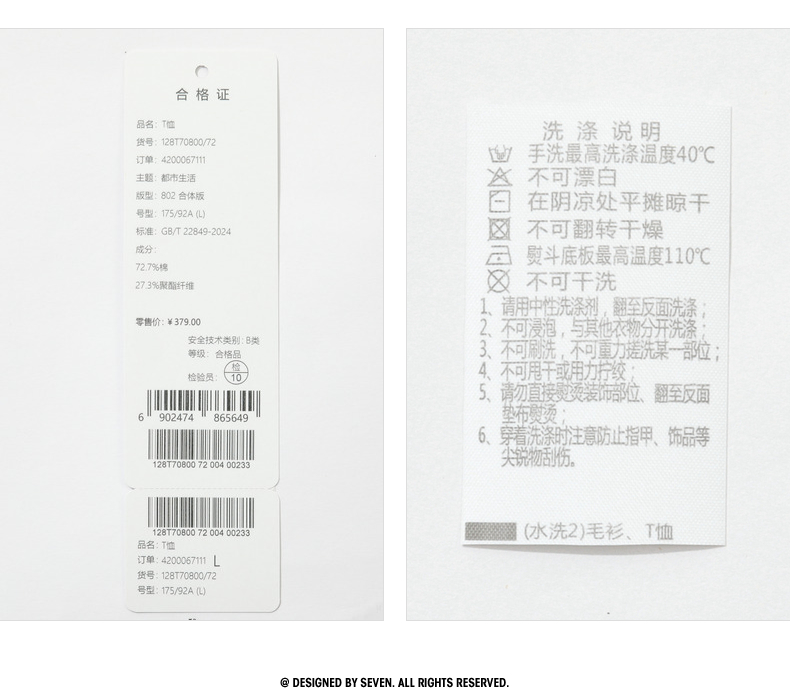 合格证
品名: T恤
货号: 128T70800/72
订单: 4200067111
主题: 都市生活
版型: 802 合体版
号型: 175/92A (L)
标准: GB/T 22849-2024
成分:
72.7%棉
27.3%聚酯纤维
零售价: ¥379.00
安全技术类别: B类
等级: 合格品
检验员: 检 10
6 902474 865649
128T70800 72 004 00233
128T70800 72 004 00233
品名: T恤
订单: 4200067111 L
货号: 128T70800/72
号型: 175/92A (L)
洗涤说明
手洗最高洗涤温度40℃
不可漂白
在阴凉处平摊晾干
不可翻转干燥
熨斗底板最高温度110℃
不可干洗
1、请用中性洗涤剂，翻至反面洗涤；
2、不可浸泡，与其他衣物分开洗涤；
3、不可刷洗，不可重力搓洗某一部位；
4、不可甩干或用力拧绞；
5、请勿直接熨烫装饰部位、翻至反面
垫布熨烫；
6、穿着洗涤时注意防止指甲、饰品等
尖锐物刮伤。
(水洗2)毛衫、T恤
@ DESIGNED BY SEVEN. ALL RIGHTS RESERVED.